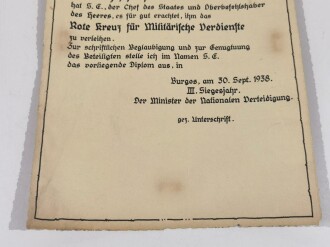 hat S. E., der Chef des Staates und Oberbefehlshaber
des Heeres, es für gut erachtet, ihm das
Rote Kreuz für Militärische Verdienste
zu verleihen.
Zur schriftlichen Beglaubigung und zur Genugtuung
des Beteiligten stelle ich im Namen S. E.
das vorliegende Diplom aus, in
Burgos, am 30. Sept. 1938.
III. Siegesjahr.
Der Minister der Nationalen Verteidigung.
gez. Unterschrift.